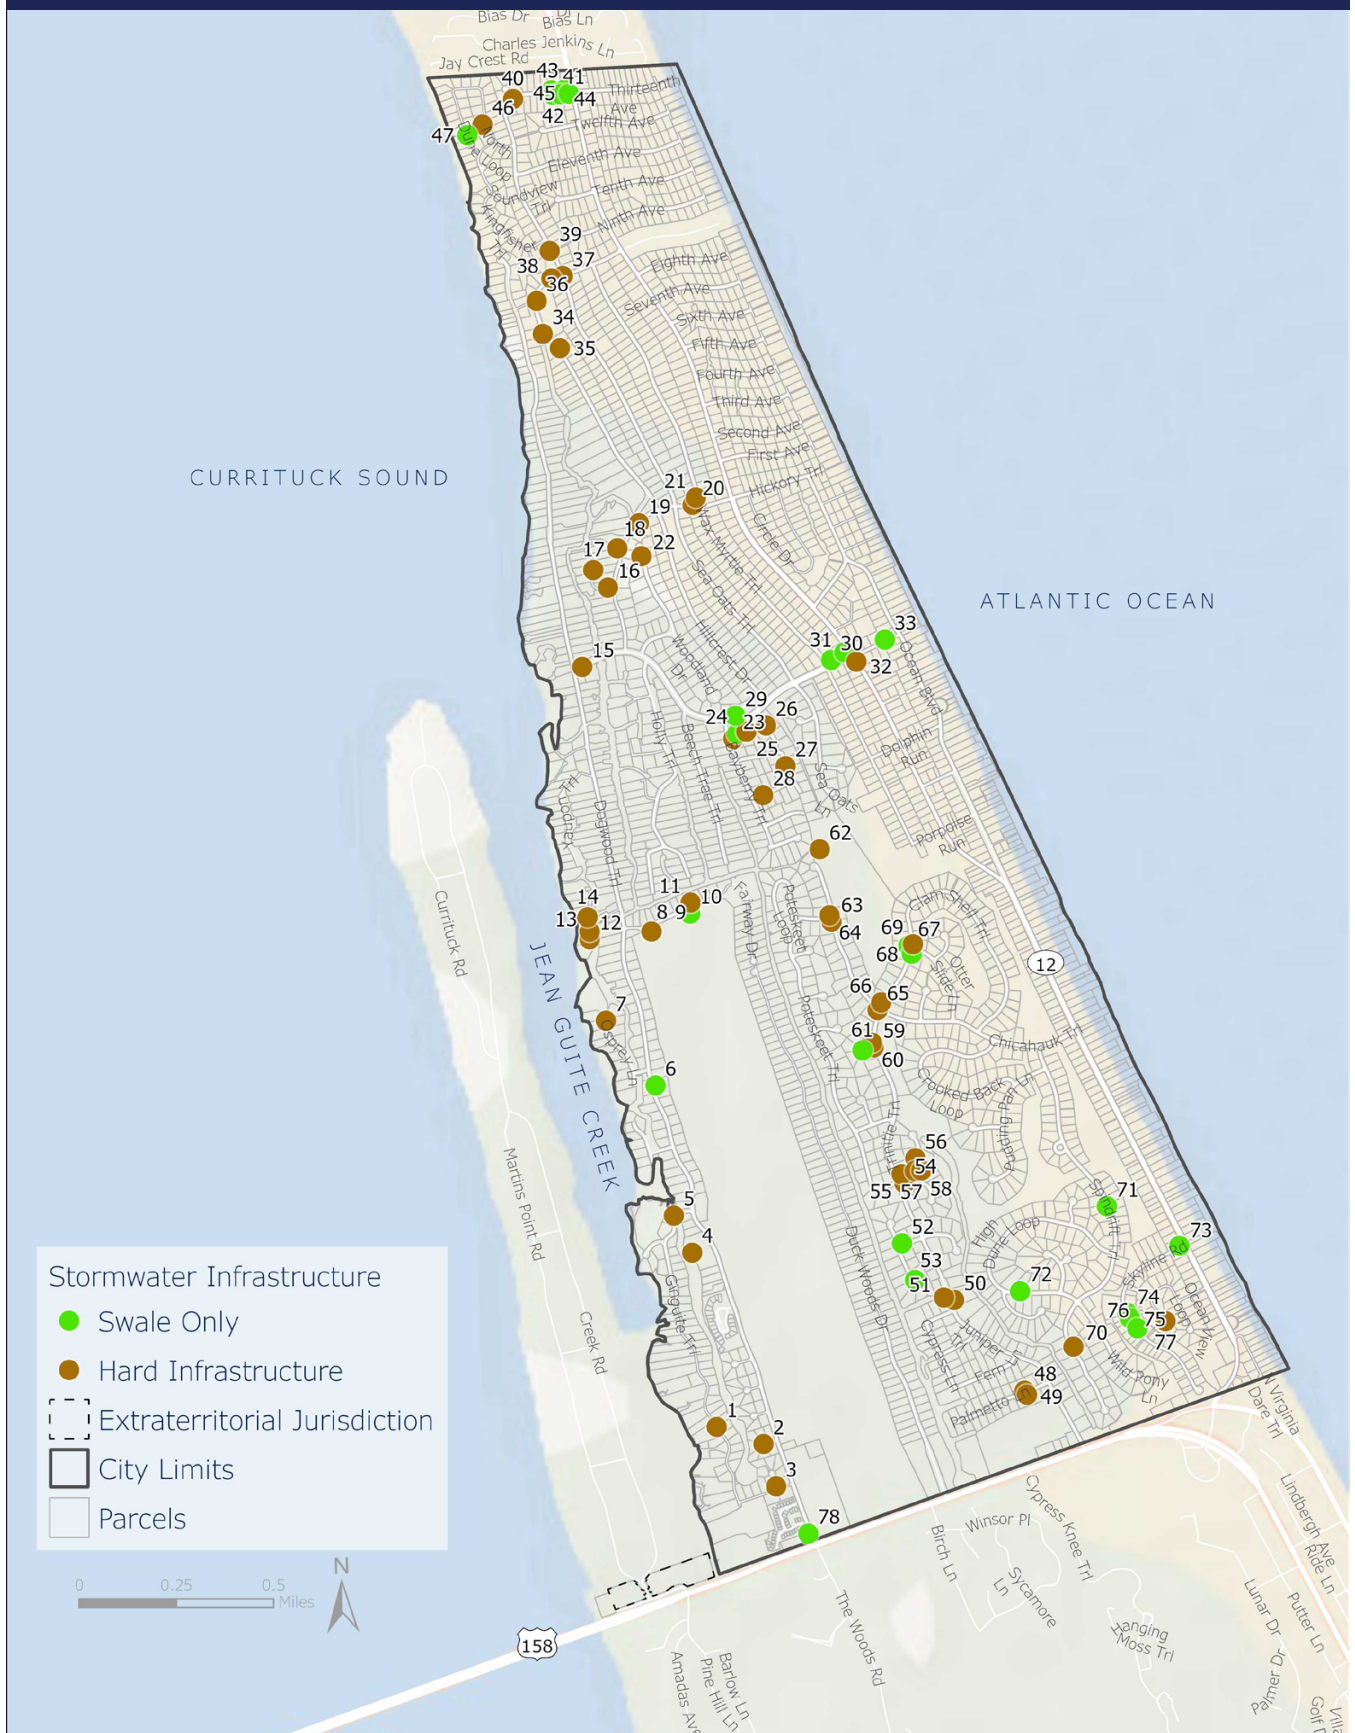 Bias Dr
Bias Ln
Charles Jenkins Ln
Jay Crest Rd
43
41
40
45
44
Thirteenth
Ave
46
42
Twelfth Ave
47
North
Dune Loop
Eleventh Ave
Soundview
Trl
Tenth Ave
Kingfisher
Trl
Ninth Ave
39
38
37
Eighth Ave
36
Seventh Ave
34
Sixth Ave
35
Fifth Ave
Fourth Ave
Third Ave
Second Ave
First Ave
CURRITUCK SOUND
Hickory Trl
21
20
19
Wax Myrtle Trl
Circle Dr
18
22
17
16
Sea Oats Trl
ATLANTIC OCEAN
Hillcrest Dr
33
31
30
32
15
Woodland
Dr
Ocean Blvd
29
24
23
26
Holly Trl
Beech Tree Trl
Bayberry Trl
25
27
28
Dolphin
Run
Sea Oats
Ln
Dogwood Trl
62
Porpoise
Run
11
10
14
13
12
8
9
Fairway Dr
Poteskeet
Loop
63
64
Clam Shell Trl
69
67
68
Otter
Slide Ln
12
Currituck Rd
JEAN GUITE CREEK
66
65
7
Osprey Ln
Poteskeet Trl
61
59
60
Chicahauk Trl
6
Crooked Back
Loop
Pudding Pan Ln
Martins Point Rd
56
54
55
57
58
5
4
52
53
51
50
High
Dune Loop
71
Spindrift Trl
73
Skyline Rd
72
74
76
75
77
Ocean View
Loop
Duck Woods Dr
Ginguite Trl
Creek Rd
Cypress Ln
Juniper
Trl
Fern
70
Wild Pony
Ln
48
49
Palmetto Ln
1
2
3
78
N Virginia
Dare Trl
Stormwater Infrastructure
Swale Only
Hard Infrastructure
Extraterritorial Jurisdiction
City Limits
Parcels
N
0
0.25
0.5
Miles
158
Winsor Pl
Cypress Knee Trl
Birch Ln
Sycamore
Ln
The Woods Rd
Lindbergh Ave
Ride Ln
Lunar Dr
Putter Ln
Moss Trl
Palmer Dr
Amadas Ave
Barlow Ln
Pine Hill Ln